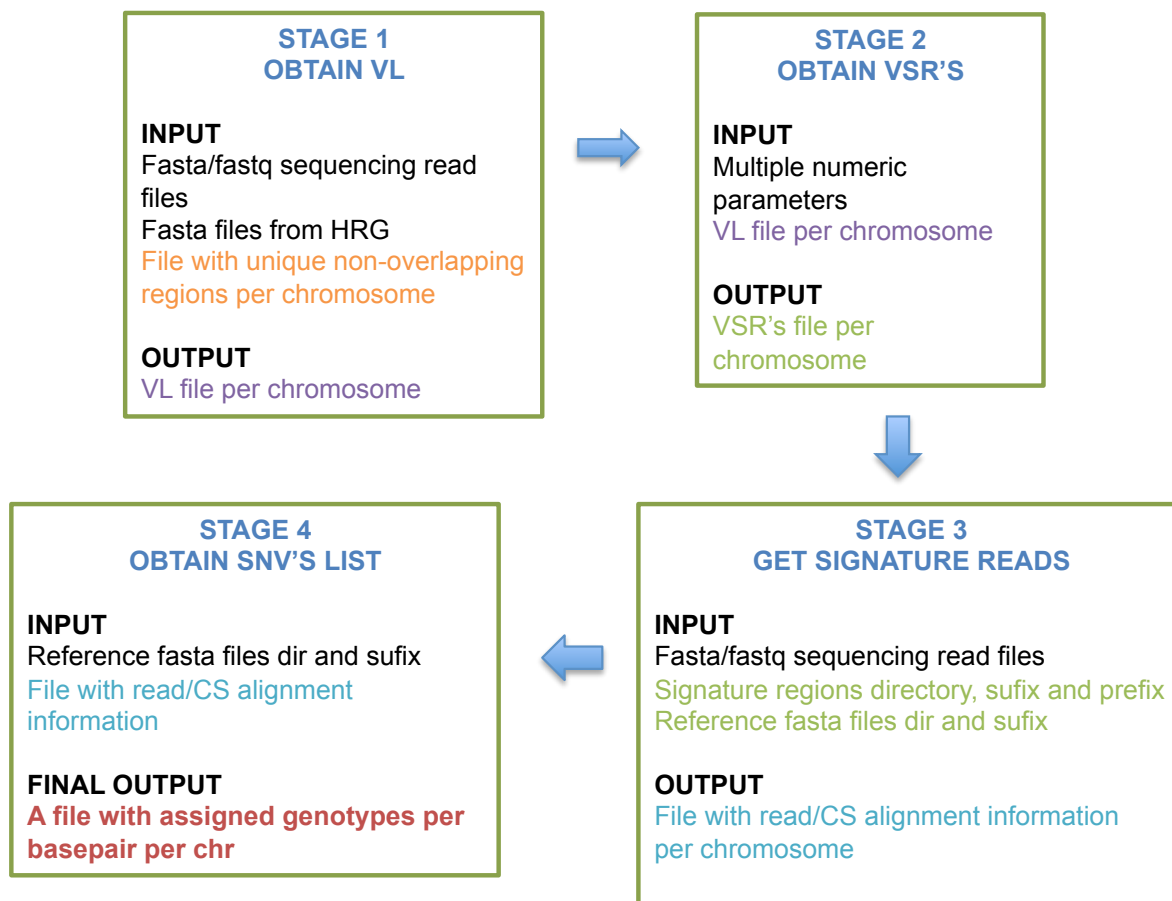 STAGE 1
OBTAIN VL
INPUT
Fasta/fastq sequencing read
files
Fasta files from HRG
File with unique non-overlapping
regions per chromosome
OUTPUT
VL file per chromosome
STAGE 2
OBTAIN VSR’S
INPUT
Multiple numeric
parameters
VL file per chromosome
OUTPUT
VSR’s file per
chromosome
STAGE 3
GET SIGNATURE READS
INPUT
Fasta/fastq sequencing read files
Signature regions directory, sufix and prefix
Reference fasta files dir and sufix
OUTPUT
File with read/CS alignment information
per chromosome
STAGE 4
OBTAIN SNV’S LIST
INPUT
Reference fasta files dir and sufix
File with read/CS alignment
information
FINAL OUTPUT
A file with assigned genotypes per
basepair per chr